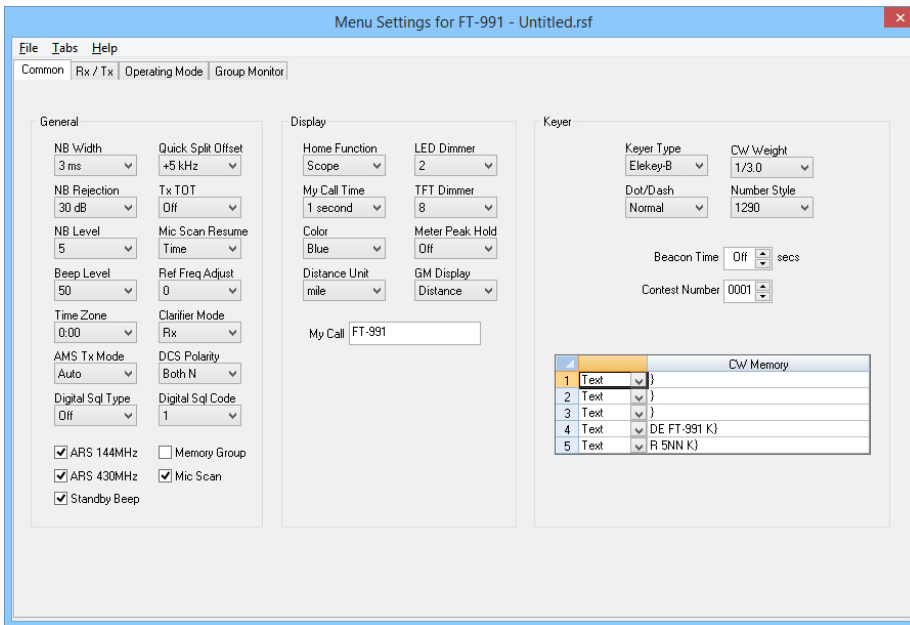 Menu Settings for FT-991 - Untitled.rsf
x
File Tabs Help
Common Rx / Tx Operating Mode Group Monitor
General
NB Width Quick Split Offset
3 ms +5 kHz
NB Rejection Tx TOT
30 dB Off
NB Level Mic Scan Resume
5 Time
Beep Level Ref Freq Adjust
50 0
Time Zone Clarifier Mode
0:00 Rx
AMS Tx Mode DCS Polarity
Auto Both N
Digital Sql Type Digital Sql Code
Off 1
ARS 144MHz Memory Group
ARS 430MHz Mic Scan
Standby Beep
Display
Home Function LED Dimmer
Scope 2
My Call Time TFT Dimmer
1 second 8
Color Meter Peak Hold
Blue Off
Distance Unit GM Display
mile Distance
My Call FT-991
Keyer
Keyer Type CW Weight
Elekey-B 1/3.0
Dot/Dash Number Style
Normal 1290
Beacon Time Off secs
Contest Number 0001
CW Memory
1 Text }
2 Text }
3 Text }
4 Text DE FT-991 K}
5 Text R 5NN K}